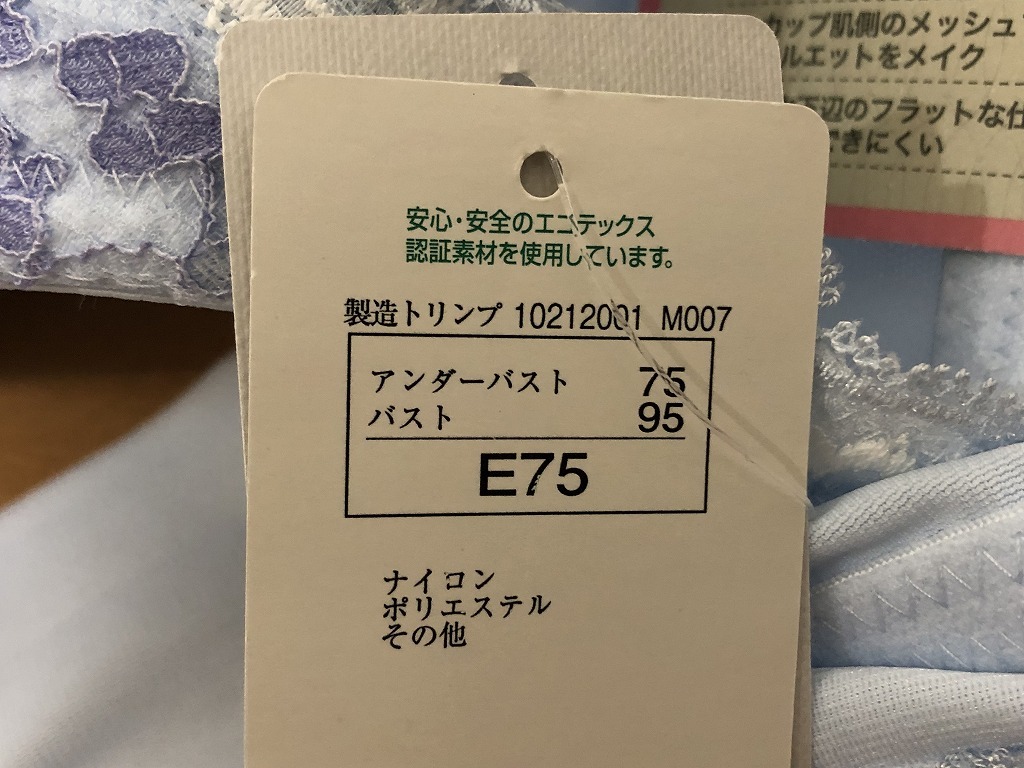 カップ肌側のメッシュ
ルエットをメイク
下辺のフラットな仕
きにくい
安心・安全のエコテックス
認証素材を使用しています。
製造トリンプ 10212001 M007
アンダーバスト 75
バスト 95
E75
ナイロン
ポリエステル
その他